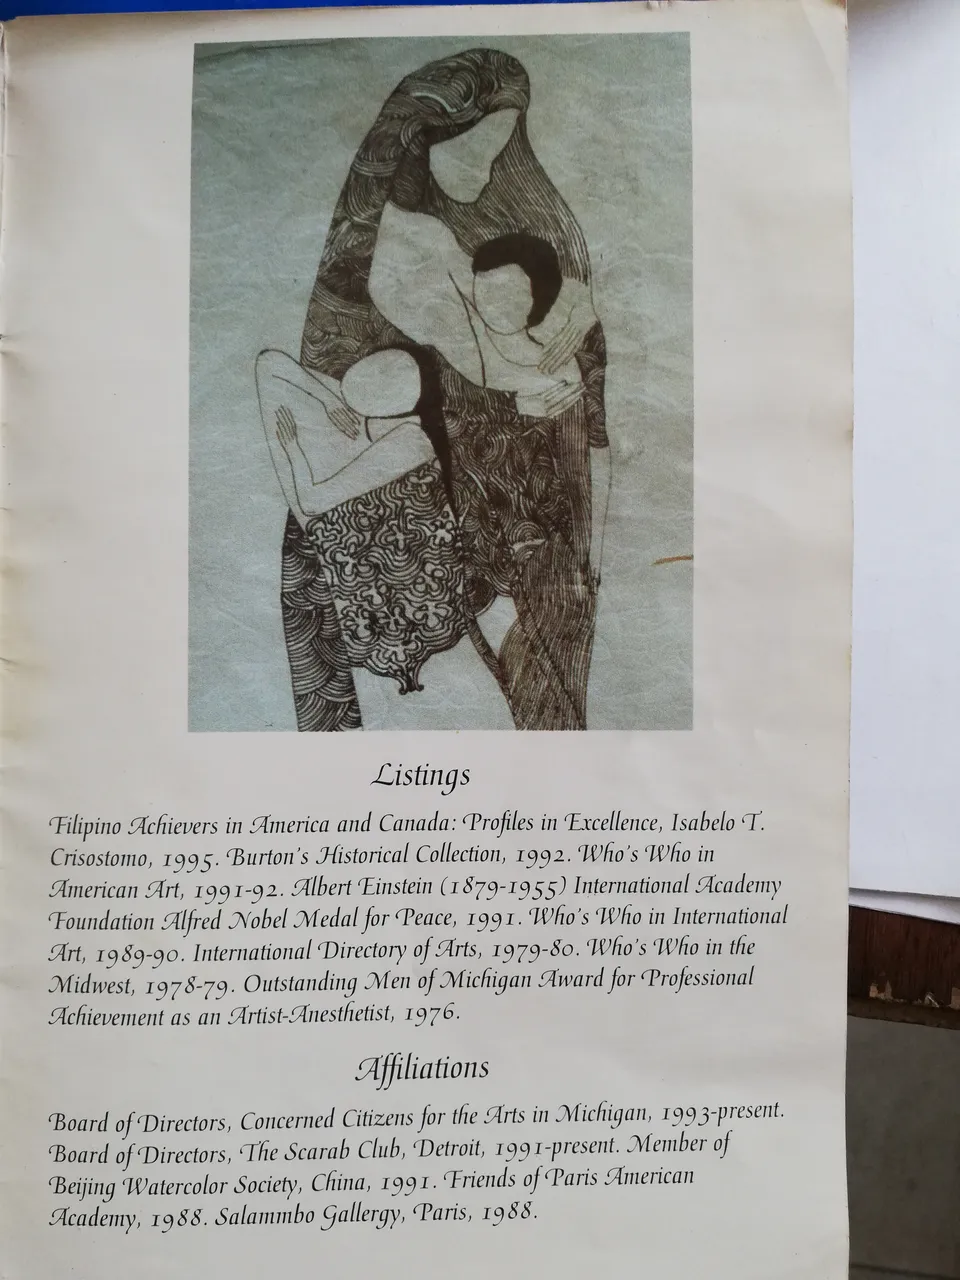 Listings
Filipino Achievers in America and Canada: Profiles in Excellence, Isabelo T.
Crisostomo, 1995. Burton's Historical Collection, 1992. Who's Who in
American Art, 1991-92. Albert Einstein (1879-1955) International Academy
Foundation Alfred Nobel Medal for Peace, 1991. Who's Who in International
Art, 1989-90. International Directory of Arts, 1979-80. Who's Who in the
Midwest, 1978-79. Outstanding Men of Michigan Award for Professional
Achievement as an Artist-Anesthetist, 1976.
Affiliations
Board of Directors, Concerned Citizens for the Arts in Michigan, 1993-present.
Board of Directors, The Scarab Club, Detroit, 1991-present. Member of
Beijing Watercolor Society, China, 1991. Friends of Paris American
Academy, 1988. Salammbo Gallergy, Paris, 1988.